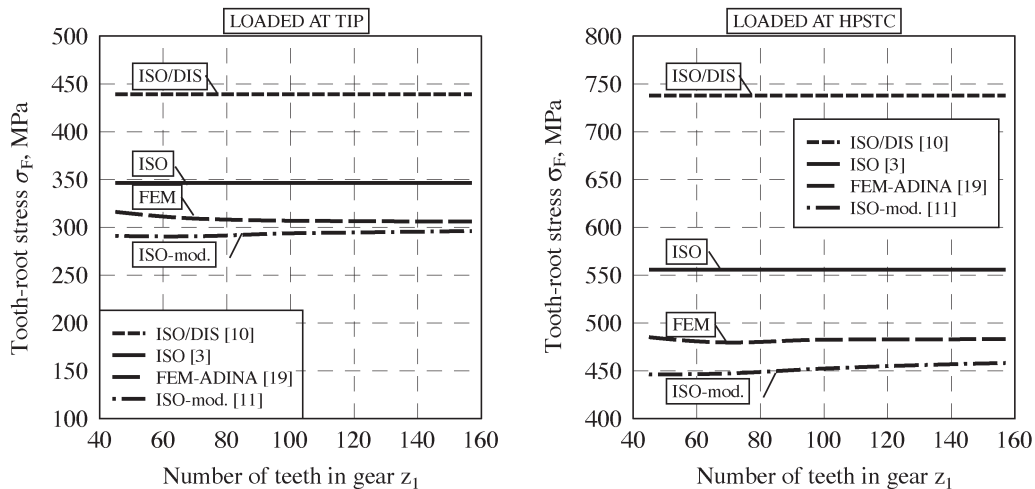 LOADED AT TIP
500
450
400
350
300
250
200
150
100
Tooth-root stress σF, MPa
ISO/DIS
ISO
FEM
ISO-mod.
ISO/DIS [10]
ISO [3]
FEM-ADINA [19]
ISO-mod. [11]
40 60 80 100 120 140 160
Number of teeth in gear z1
LOADED AT HPSTC
800
750
700
650
600
550
500
450
400
Tooth-root stress σF, MPa
ISO/DIS
ISO/DIS [10]
ISO [3]
FEM-ADINA [19]
ISO-mod. [11]
ISO
FEM
ISO-mod.
40 60 80 100 120 140 160
Number of teeth in gear z1